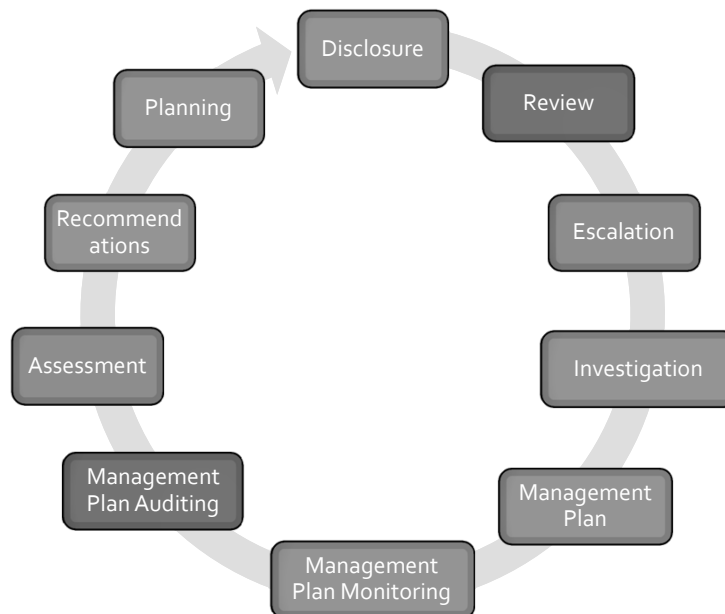 Disclosure
Review
Escalation
Investigation
Management
Plan
Management
Plan Monitoring
Management
Plan Auditing
Assessment
Recommend
ations
Planning